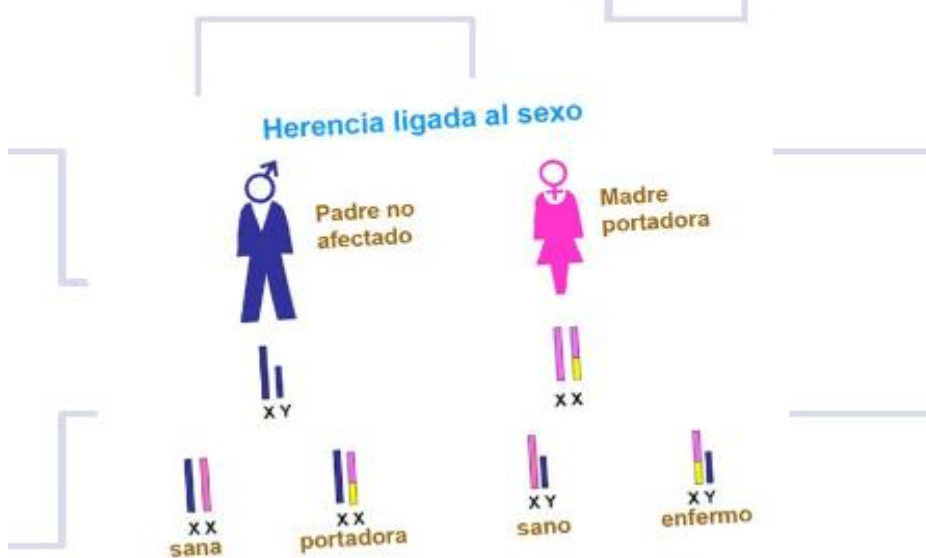 Herencia ligada al sexo
Padre no
afectado
Madre
portadora
X Y
X X
X X
sana
X X
portadora
X Y
sano
X Y
enfermo